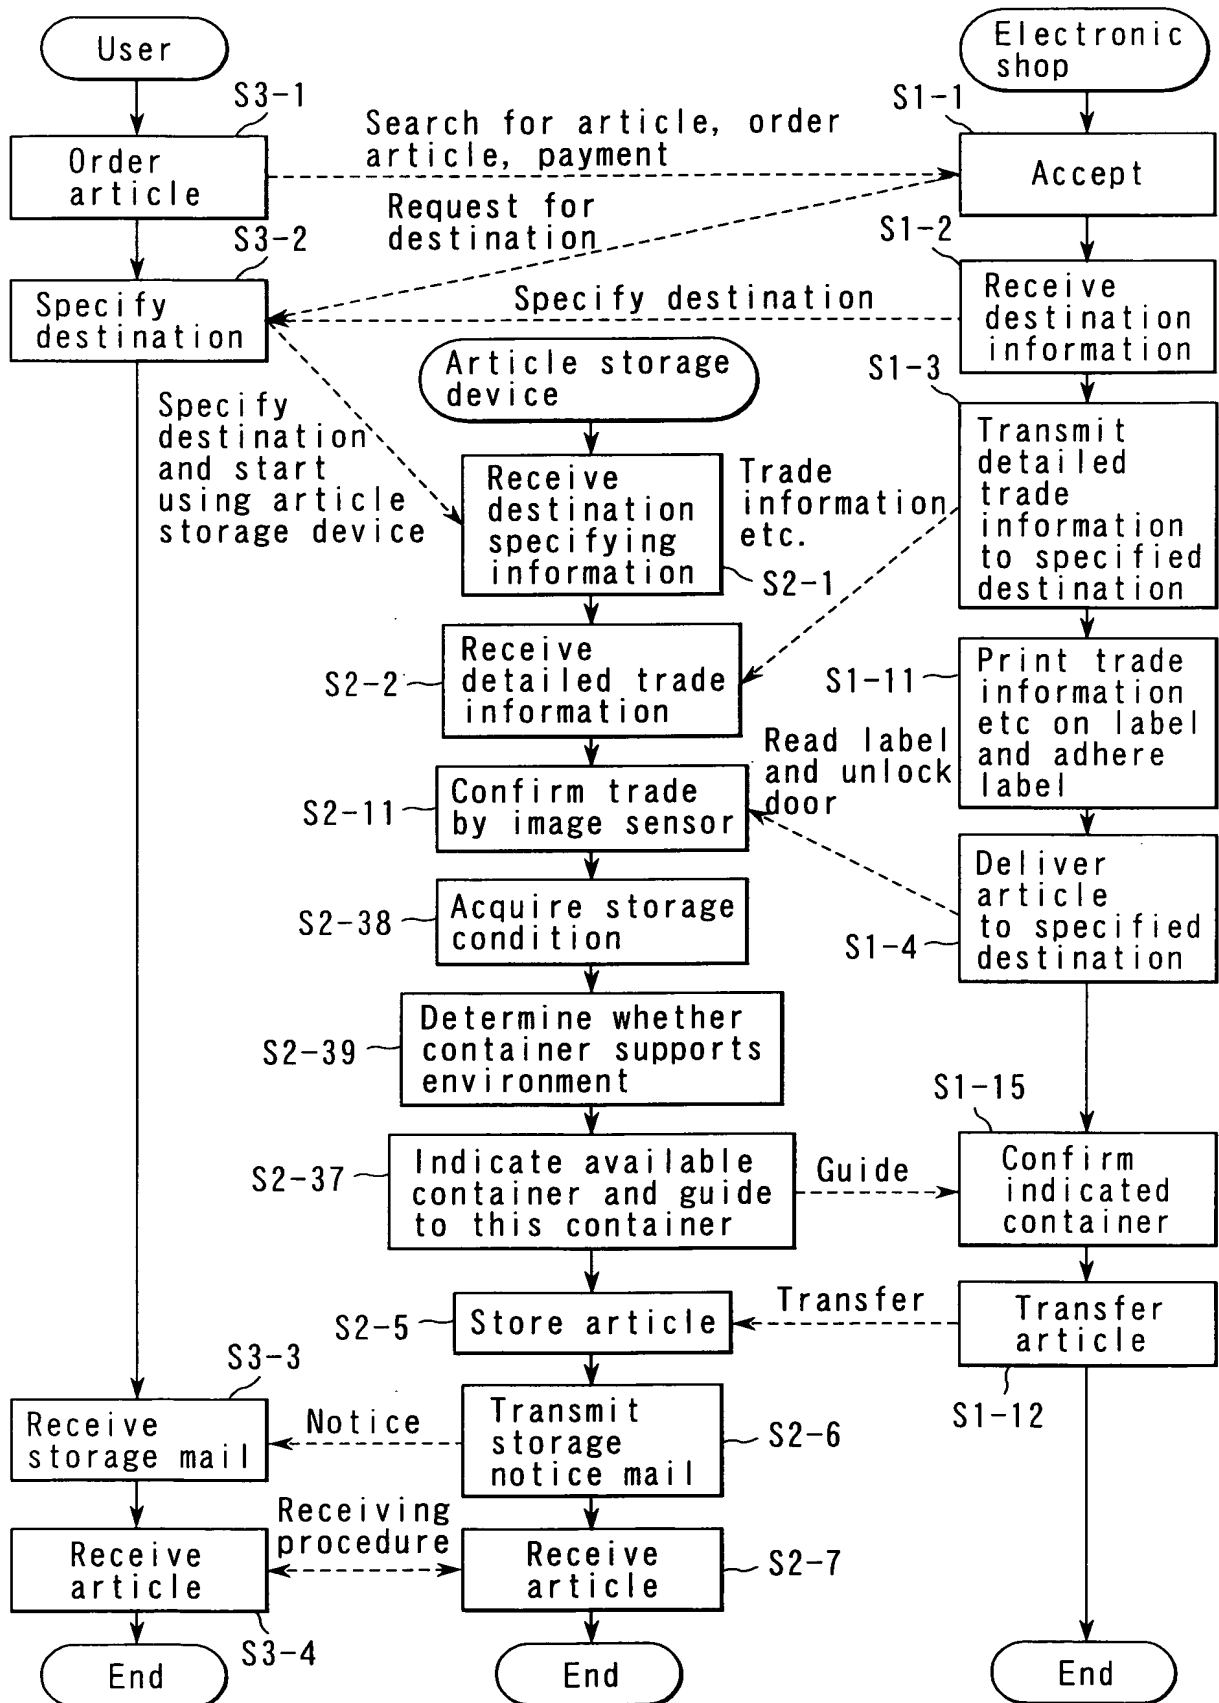 User
Electronic
shop
S3-1
S1-1
Order
article
Search for article, order
article, payment
Accept
Request for
destination
S3-2
S1-2
Specify
destination
Specify destination
Receive
destination
information
Article storage
device
S1-3
Specify
destination
and start
using article
storage device
Receive
destination
specifying
information
S2-1
Trade
information
etc.
Transmit
detailed
trade
information
to specified
destination
S2-2
Receive
detailed trade
information
S1-11
Print trade
information
etc on label
and adhere
label
Read label
and unlock
door
S2-11
Confirm trade
by image sensor
S2-38
Acquire storage
condition
S1-4
Deliver
article
to specified
destination
S2-39
Determine whether
container supports
environment
S1-15
S2-37
Indicate available
container and guide
to this container
Guide
Confirm
indicated
container
S2-5
Store article
Transfer
Transfer
article
S1-12
S3-3
Receive
storage mail
Notice
Transmit
storage
notice mail
S2-6
Receive
article
Receiving
procedure
Receive
article
S2-7
S3-4
End
End
End